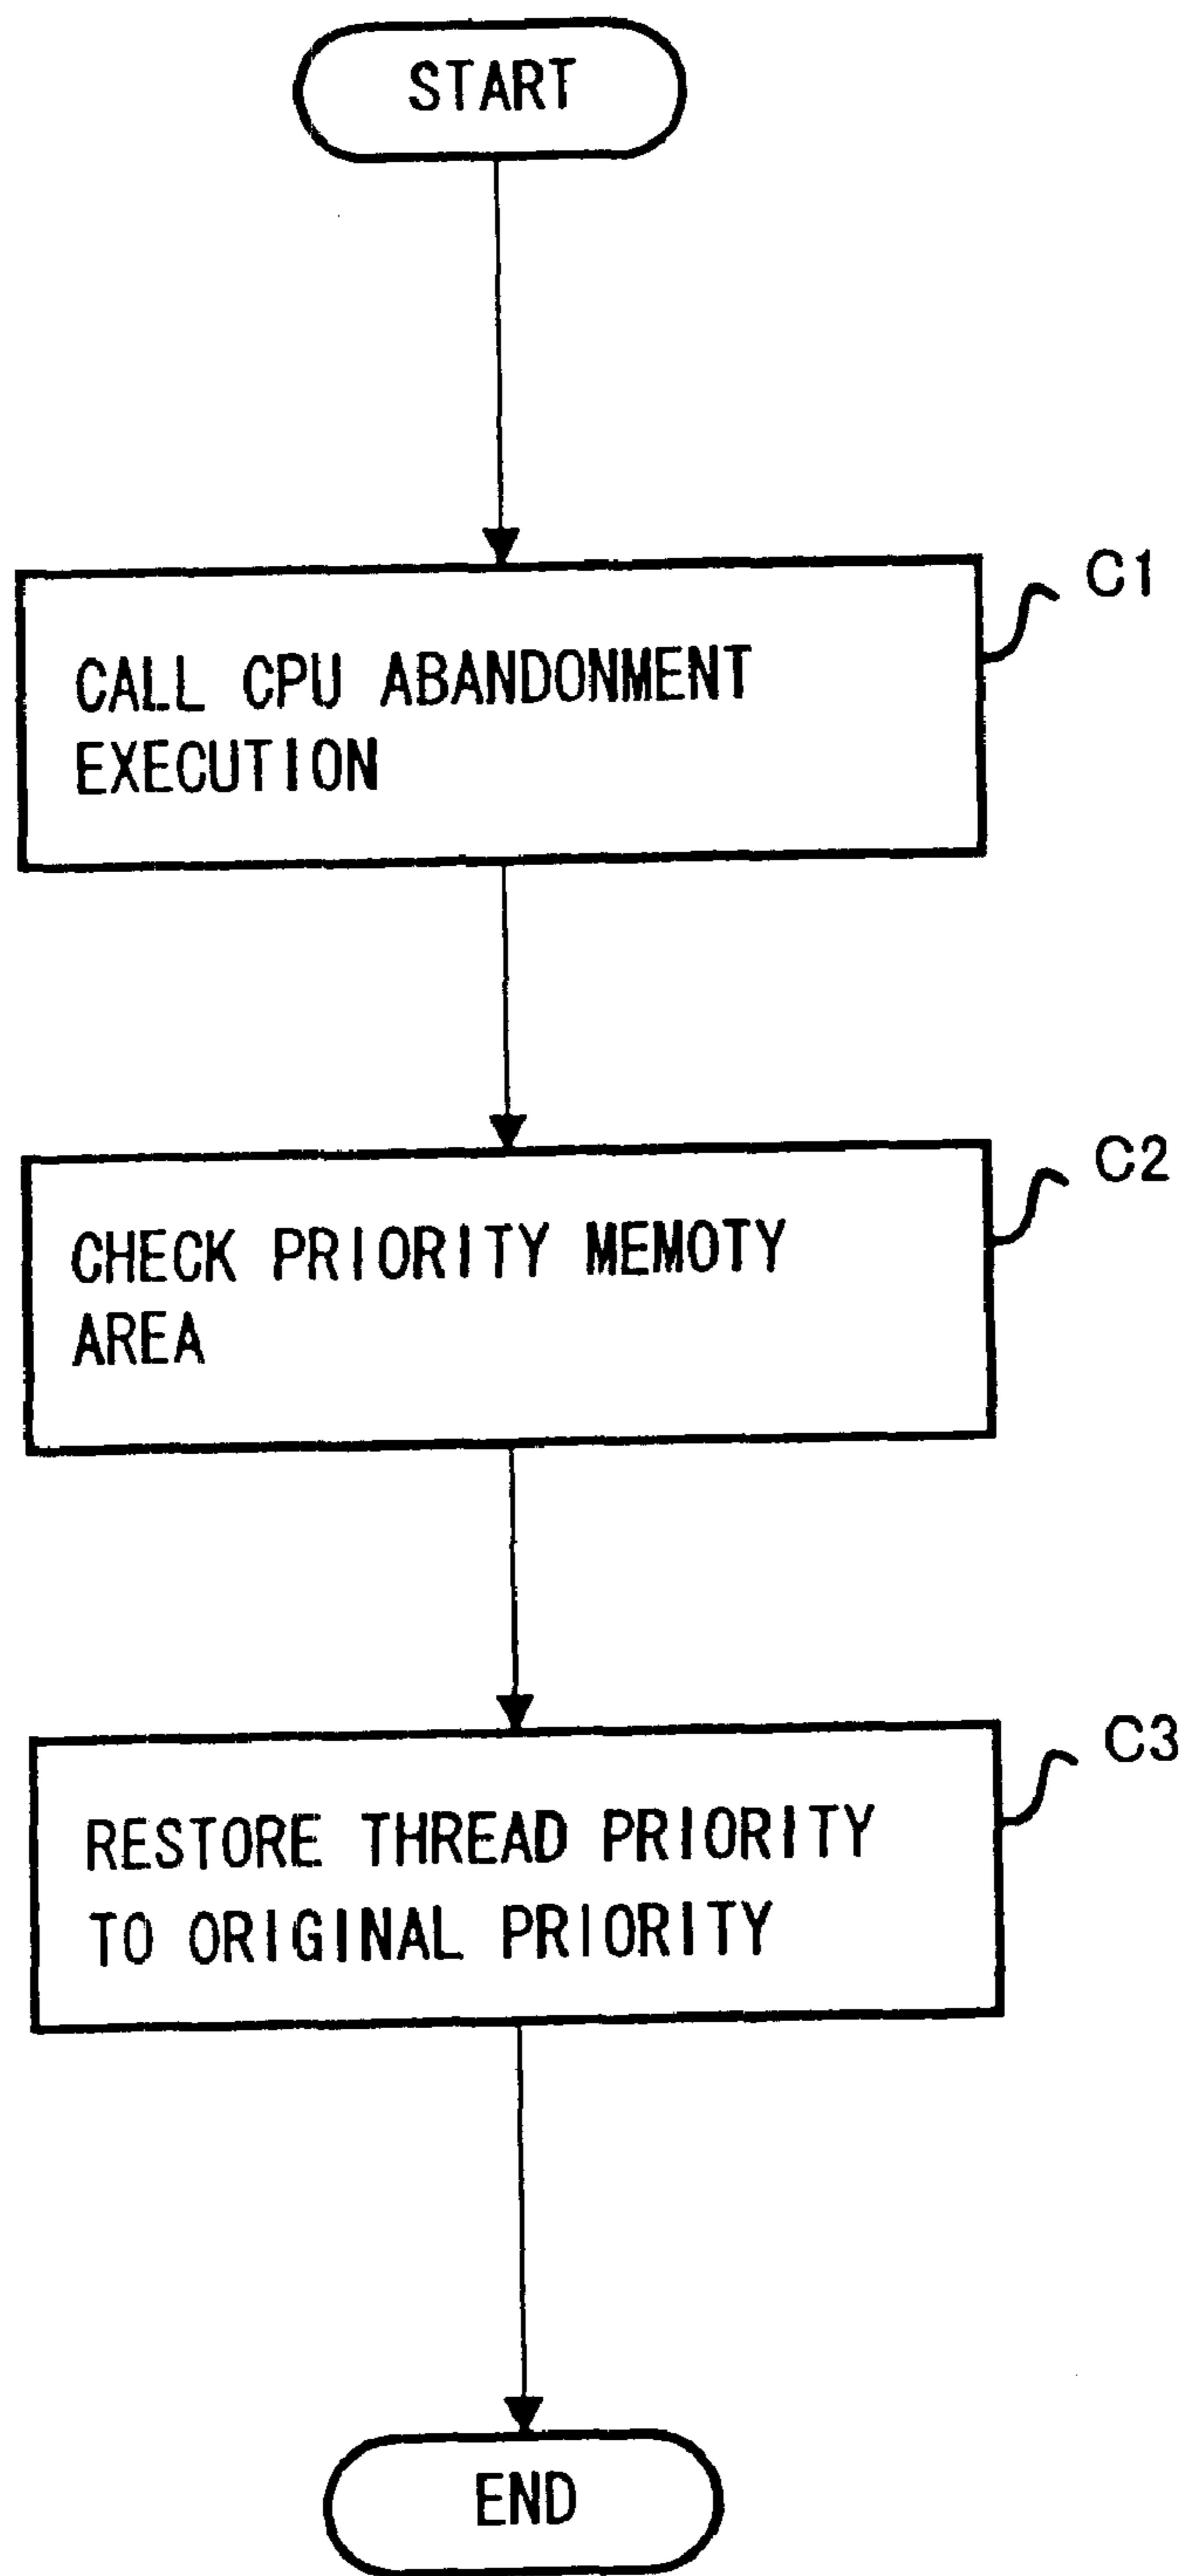 START
C1
CALL CPU ABANDONMENT
EXECUTION
C2
CHECK PRIORITY MEMOTY
AREA
C3
RESTORE THREAD PRIORITY
TO ORIGINAL PRIORITY
END